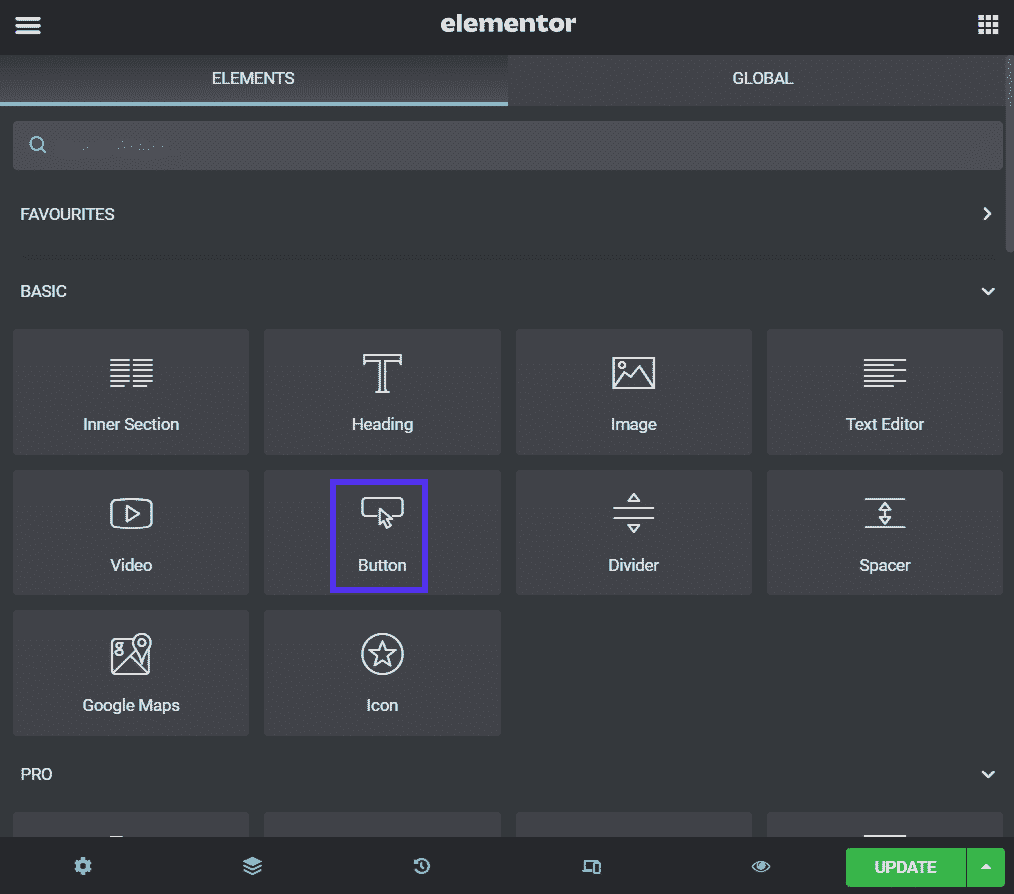 elementor
ELEMENTS GLOBAL
FAVOURITES
BASIC
Inner Section Heading Image Text Editor
Video Button Divider Spacer
Google Maps Icon
PRO
UPDATE